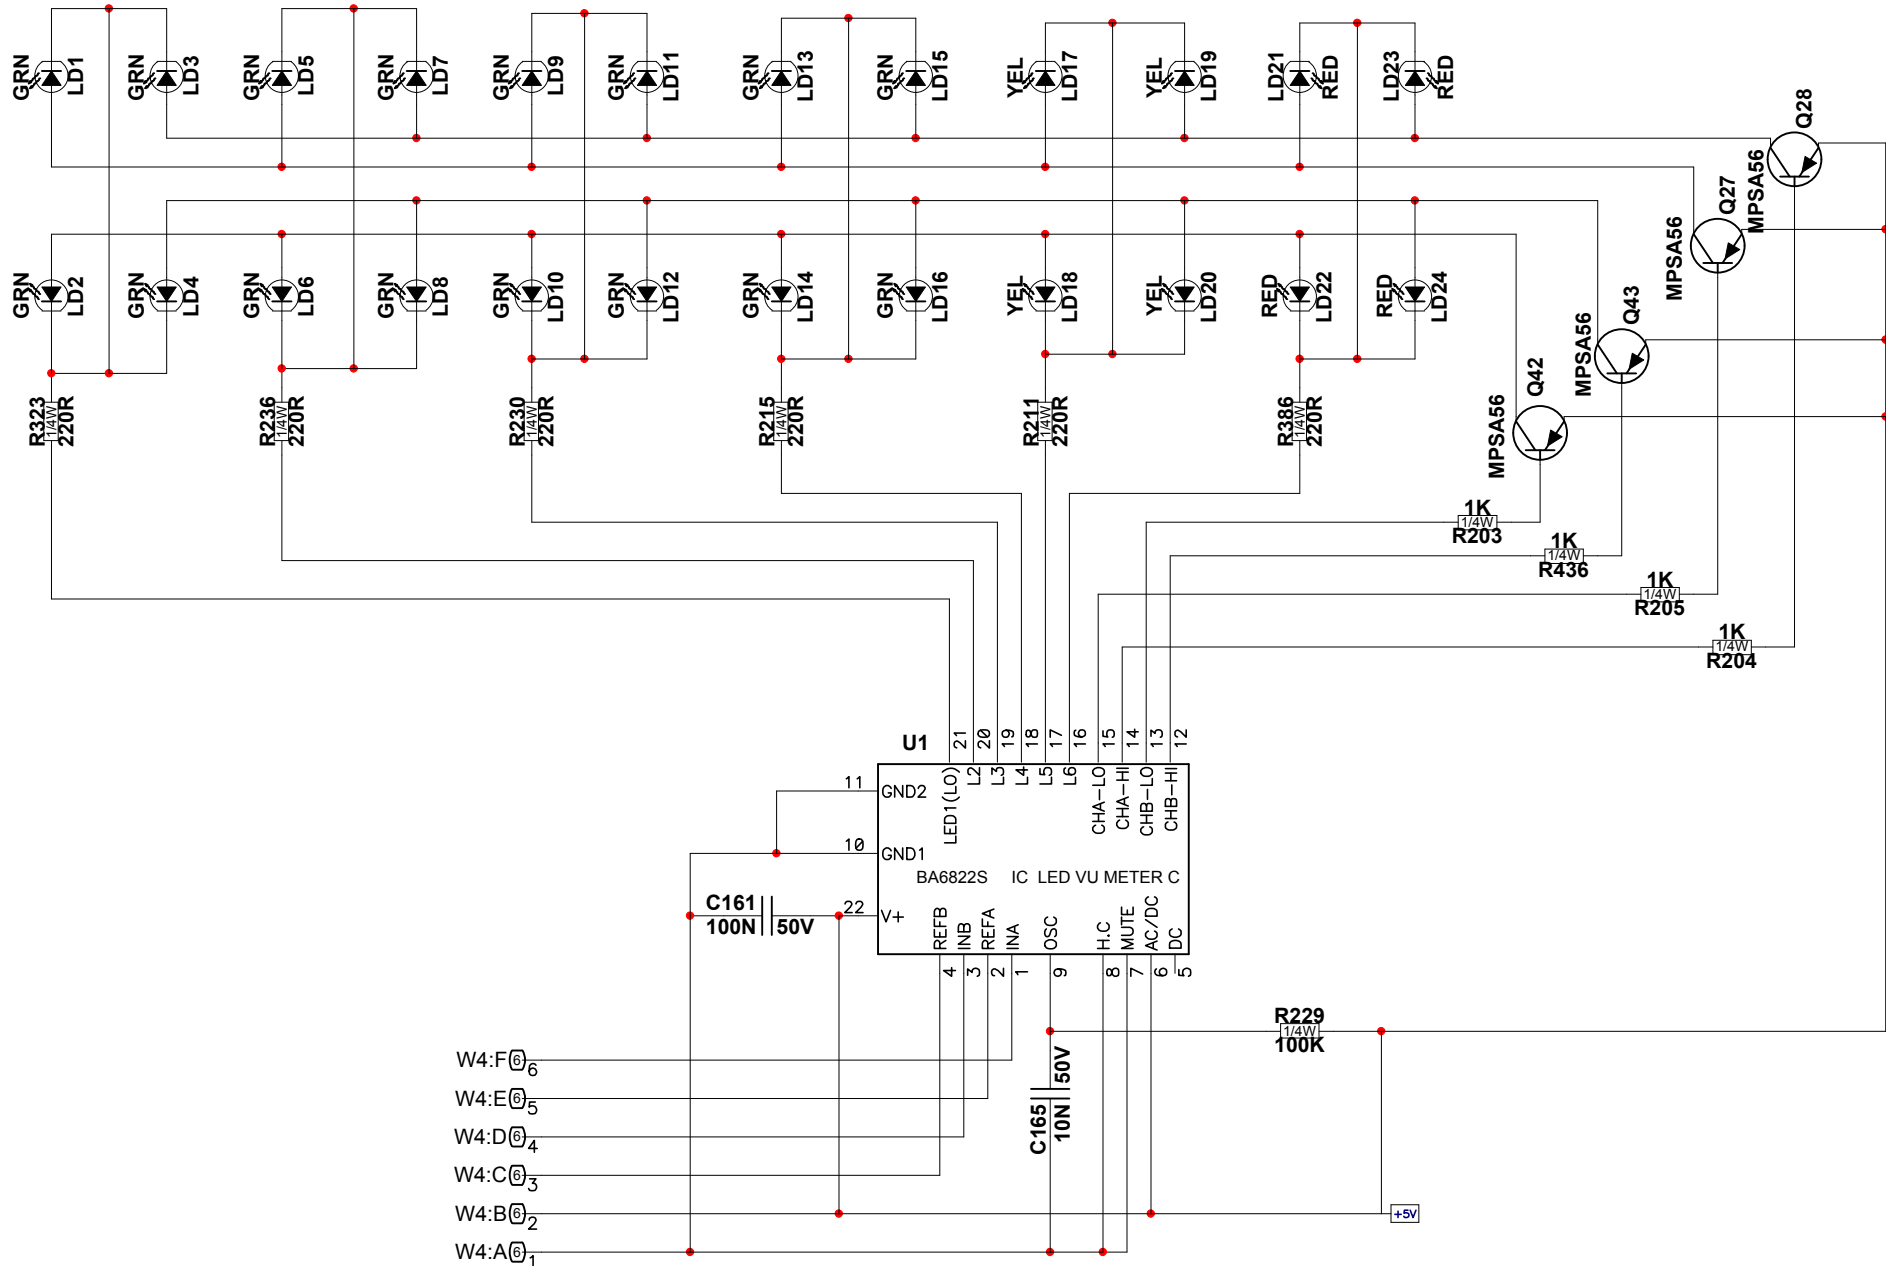 GRN LD1
GRN LD3
GRN LD5
GRN LD7
GRN LD9
GRN LD11
GRN LD13
GRN LD15
YEL LD17
YEL LD19
LD21 RED
LD23 RED
Q28
MPSA56
Q27
MPSA56
Q43
MPSA56
Q42
MPSA56
GRN LD2
GRN LD4
GRN LD6
GRN LD8
GRN LD10
GRN LD12
GRN LD14
GRN LD16
YEL LD18
YEL LD20
RED LD22
RED LD24
R323 1/4W 220R
R236 1/4W 220R
R230 1/4W 220R
R215 1/4W 220R
R211 1/4W 220R
R386 1/4W 220R
1K
1/4W
R203
1K
1/4W
R436
1K
1/4W
R205
1K
1/4W
R204
U1
21 20 19 18 17 16 15 14 13 12
LED1(LO) L2 L3 L4 L5 L6 CHA-LO CHA-HI CHB-LO CHB-HI
11 GND2
10 GND1
BA6822S IC LED VU METER C
22 V+
C161
100N 50V
REFB INB REFA INA OSC H.C MUTE AC/DC DC
4 3 2 1 9 8 7 6 5
R229
1/4W
100K
C165 10N 50V
W4:F 6 6
W4:E 6 5
W4:D 6 4
W4:C 6 3
W4:B 6 2
+5V
W4:A 6 1